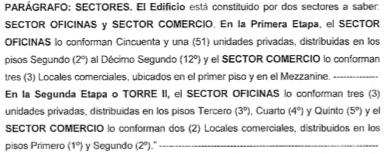 PARÁGRAFO: SECTORES. El Edificio está constituido por dos sectores a saber:
SECTOR OFICINAS y SECTOR COMERCIO. En la Primera Etapa, el SECTOR
OFICINAS lo conforman Cincuenta y una (51) unidades privadas, distribuidas en los
pisos Segundo (2º) al Décimo Segundo (12º) y el SECTOR COMERCIO lo conforman
tres (3) Locales comerciales, ubicados en el primer piso y en el Mezzanine. --------------
En la Segunda Etapa o TORRE II, el SECTOR OFICINAS lo conforman tres (3)
unidades privadas, distribuidas en los pisos Tercero (3º), Cuarto (4º) y Quinto (5º) y el
SECTOR COMERCIO lo conforman dos (2) Locales comerciales, distribuidos en los
pisos Primero (1º) y Segundo (2º)." --------------------------------------------------